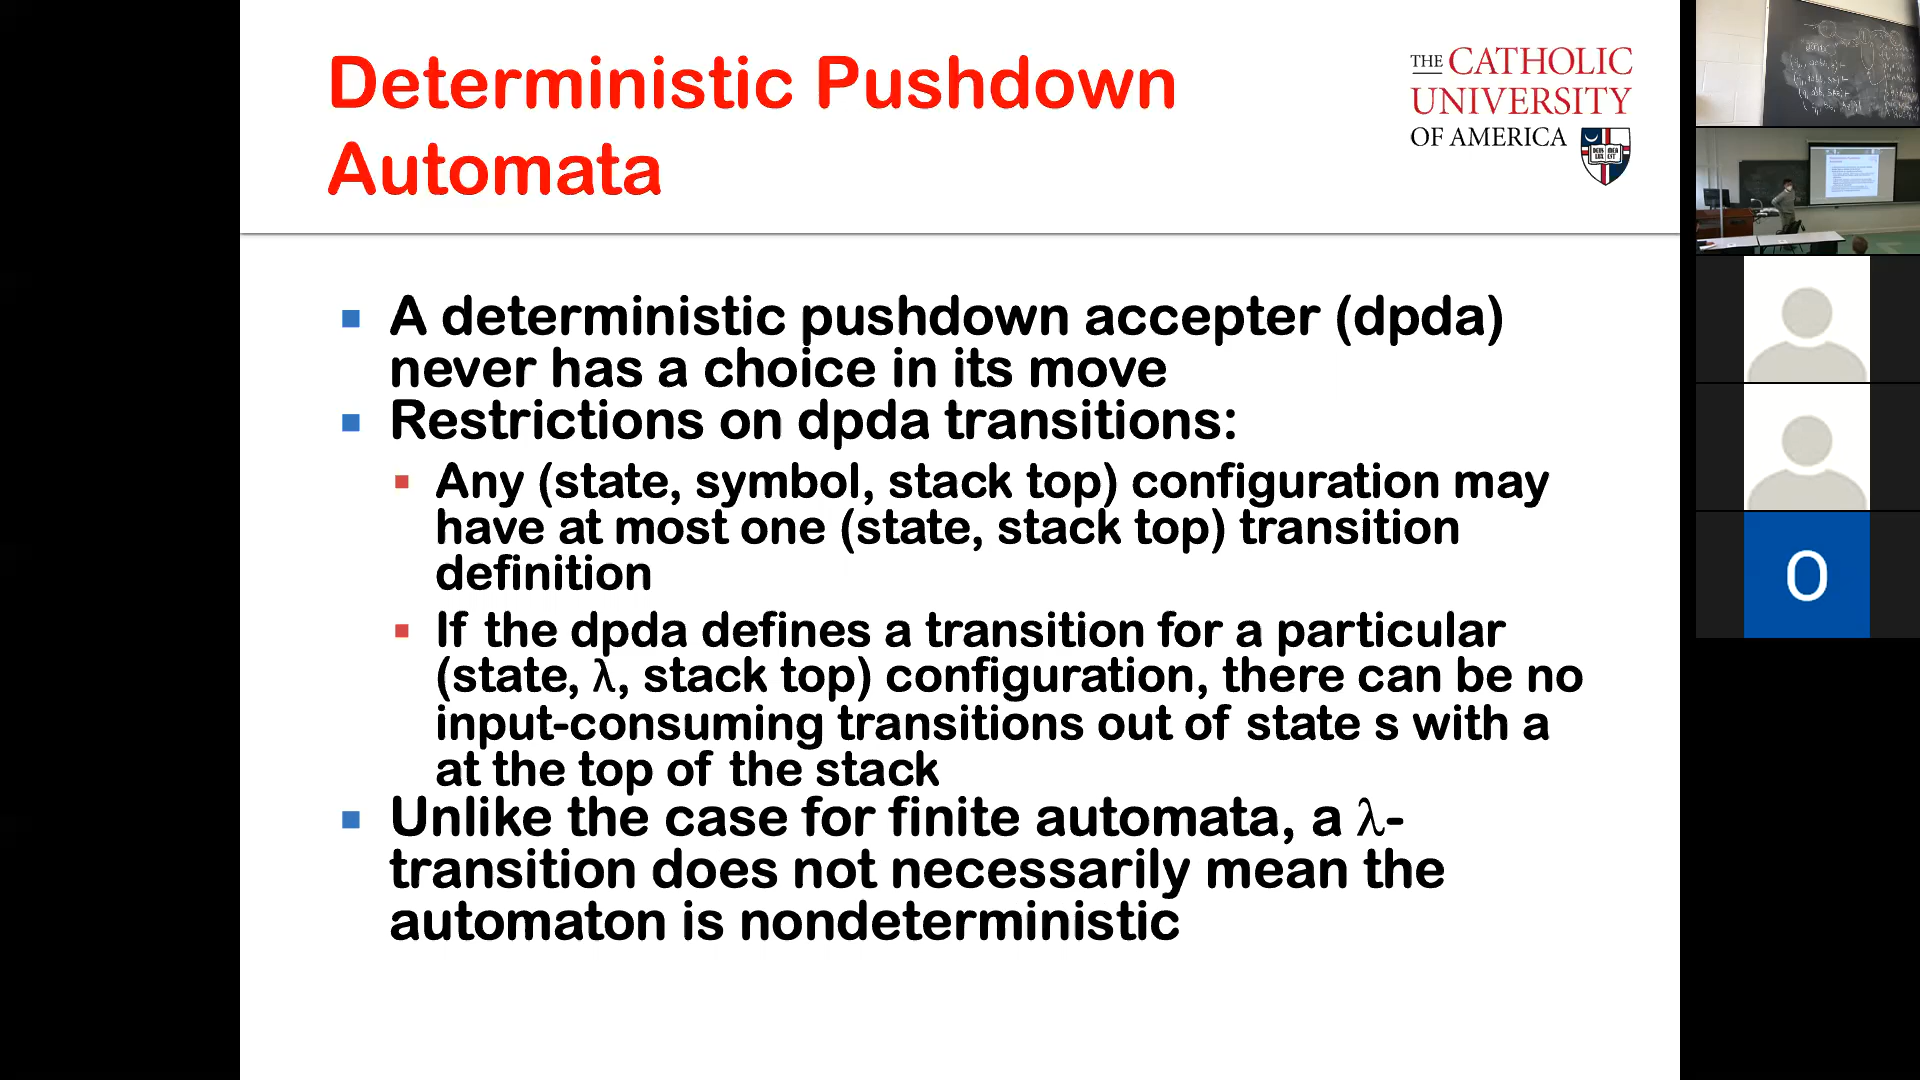 Deterministic Pushdown
Automata
THE CATHOLIC
UNIVERSITY
OF AMERICA
DEUS LUX
MEA EST
▪ A deterministic pushdown accepter (dpda)
never has a choice in its move
▪ Restrictions on dpda transitions:
▪ Any (state, symbol, stack top) configuration may
have at most one (state, stack top) transition
definition
▪ If the dpda defines a transition for a particular
(state, λ, stack top) configuration, there can be no
input-consuming transitions out of state s with a
at the top of the stack
▪ Unlike the case for finite automata, a λ-
transition does not necessarily mean the
automaton is nondeterministic
O